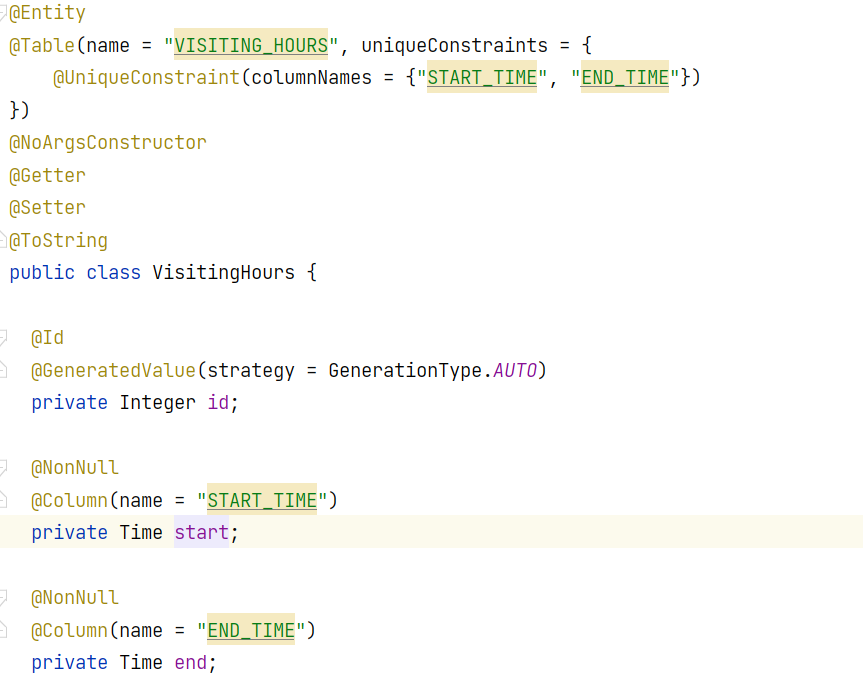 @Entity
@Table(name = "VISITING_HOURS", uniqueConstraints = {
    @UniqueConstraint(columnNames = {"START_TIME", "END_TIME"})
})
@NoArgsConstructor
@Getter
@Setter
@ToString
public class VisitingHours {

  @Id
  @GeneratedValue(strategy = GenerationType.AUTO)
  private Integer id;

  @NonNull
  @Column(name = "START_TIME")
  private Time start;

  @NonNull
  @Column(name = "END_TIME")
  private Time end;